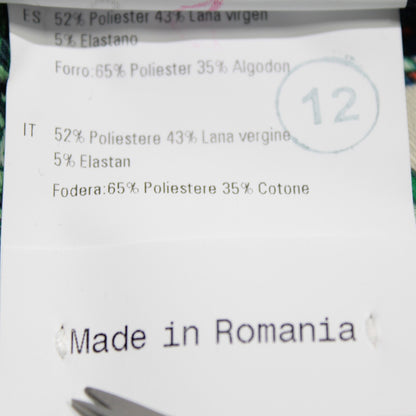 ES 52% Poliester 43% Lana virgen
5% Elastano
Forro:65% Poliester 35% Algodon
12
IT 52% Poliestere 43% Lana vergine
5% Elastan
Fodera:65% Poliestere 35% Cotone
Made in Romania